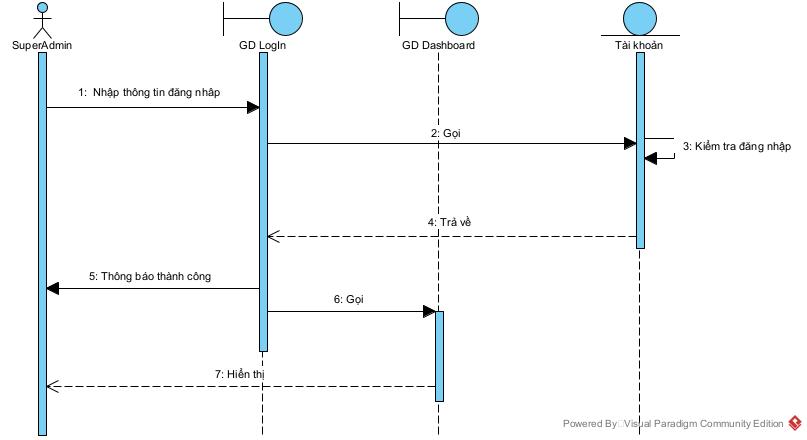 SuperAdmin
GD LogIn
GD Dashboard
Tài khoản
1: Nhập thông tin đăng nhâp
2: Gọi
3: Kiểm tra đăng nhập
4: Trả về
5: Thông báo thành công
6: Gọi
7: Hiển thị
Powered By Visual Paradigm Community Edition